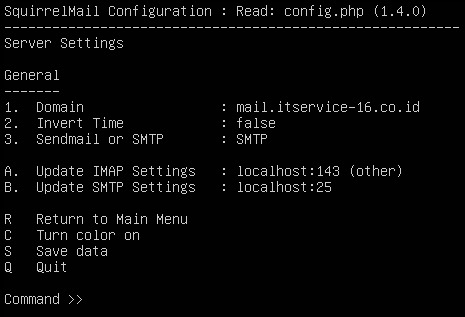 SquirrelMail Configuration : Read: config.php (1.4.0)
---------------------------------------------------------
Server Settings
General
-------
1.  Domain                 : mail.itservice-16.co.id
2.  Invert Time            : false
3.  Sendmail or SMTP       : SMTP
A.  Update IMAP Settings   : localhost:143 (other)
B.  Update SMTP Settings   : localhost:25
R   Return to Main Menu
C   Turn color on
S   Save data
Q   Quit
Command >>